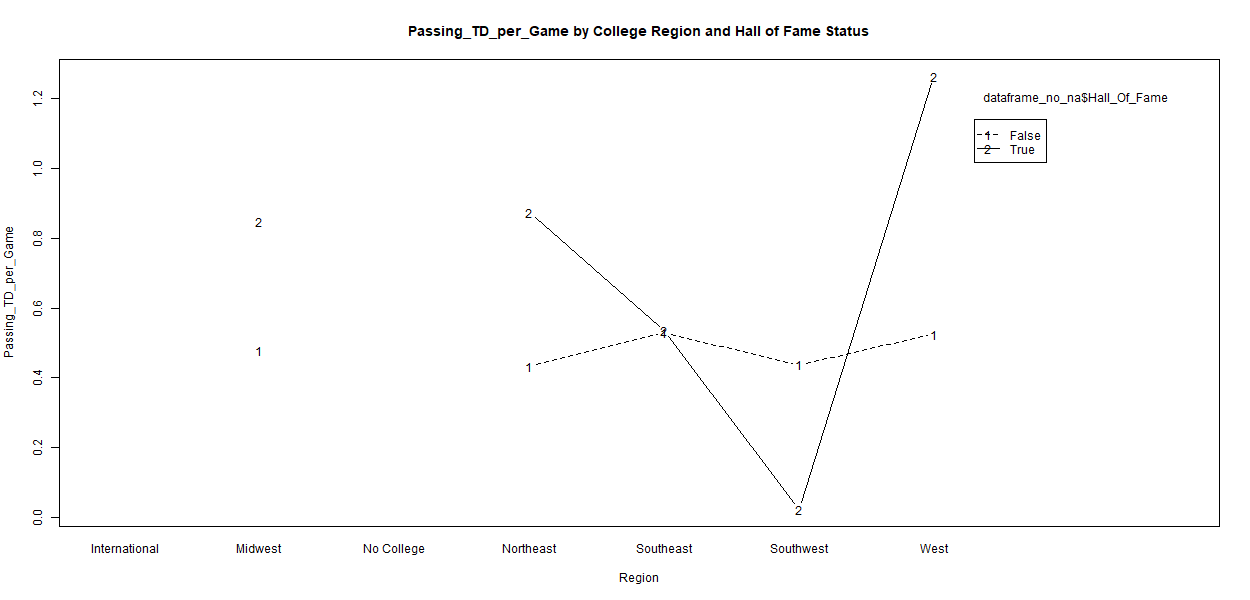 Passing_TD_per_Game by College Region and Hall of Fame Status
Passing_TD_per_Game
1.2
1.0
0.8
0.6
0.4
0.2
0.0
2
1
2
1
2
1
1
2
2
1
dataframe_no_na$Hall_Of_Fame
1 False
2 True
International Midwest No College Northeast Southeast Southwest West
Region